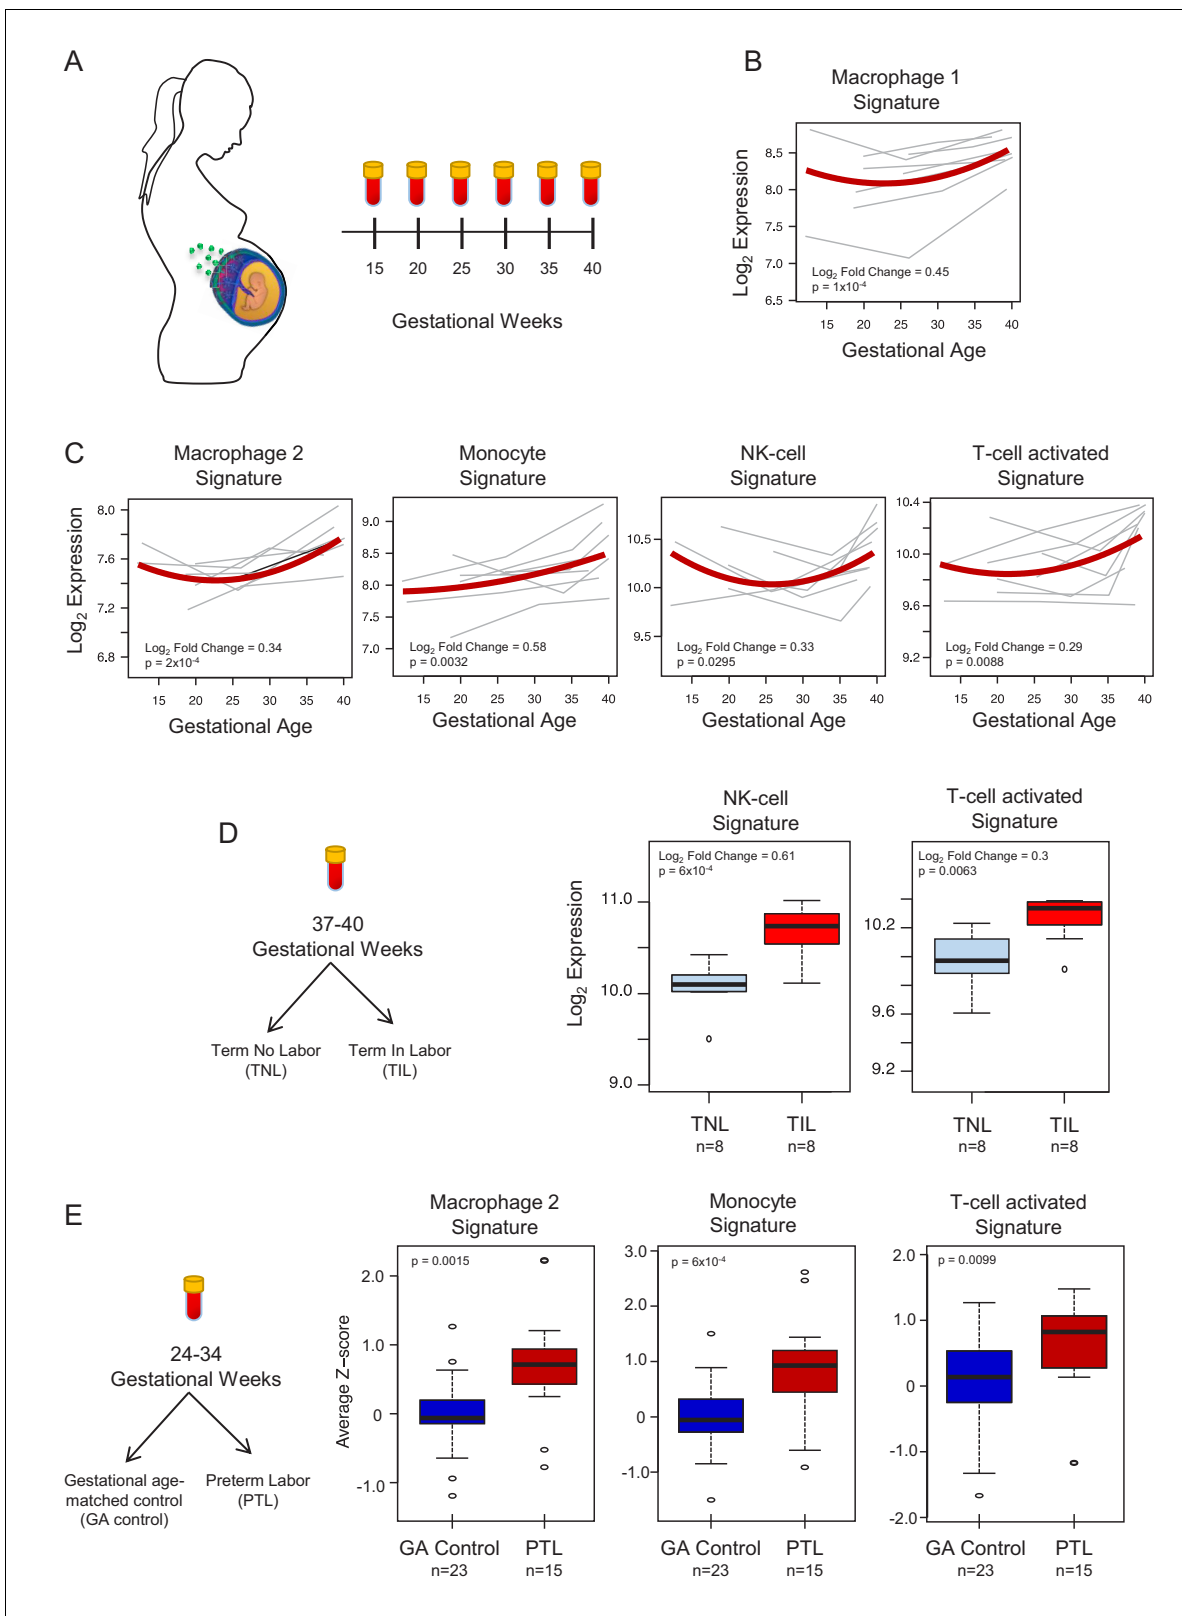 A
15 20 25 30 35 40
Gestational Weeks
B
Macrophage 1
Signature
Log2 Expression
8.5
8.0
7.5
7.0
6.5
Log2 Fold Change = 0.45
p = 1x10-4
15 20 25 30 35 40
Gestational Age
C
Macrophage 2
Signature
Log2 Expression
8.0
7.6
7.2
6.8
Log2 Fold Change = 0.34
p = 2x10-4
15 20 25 30 35 40
Gestational Age
Monocyte
Signature
9.0
8.5
8.0
7.5
7.0
Log2 Fold Change = 0.58
p = 0.0032
15 20 25 30 35 40
Gestational Age
NK-cell
Signature
10.5
10.0
9.5
Log2 Fold Change = 0.33
p = 0.0295
15 20 25 30 35 40
Gestational Age
T-cell activated
Signature
10.4
10.0
9.6
9.2
Log2 Fold Change = 0.29
p = 0.0088
15 20 25 30 35 40
Gestational Age
D
37-40
Gestational Weeks
Term No Labor
(TNL)
Term In Labor
(TIL)
NK-cell
Signature
Log2 Expression
Log2 Fold Change = 0.61
p = 6x10-4
11.0
10.0
9.0
TNL TIL
n=8 n=8
T-cell activated
Signature
Log2 Fold Change = 0.3
p = 0.0063
10.2
9.6
9.2
TNL TIL
n=8 n=8
E
24-34
Gestational Weeks
Gestational age-
matched control
(GA control)
Preterm Labor
(PTL)
Macrophage 2
Signature
Average Z-score
p = 0.0015
2.0
1.0
0
-1.0
GA Control PTL
n=23 n=15
Monocyte
Signature
p = 6x10-4
3.0
2.0
1.0
0
-1.0
GA Control PTL
n=23 n=15
T-cell activated
Signature
p = 0.0099
2.0
1.0
0
-1.0
-2.0
GA Control PTL
n=23 n=15